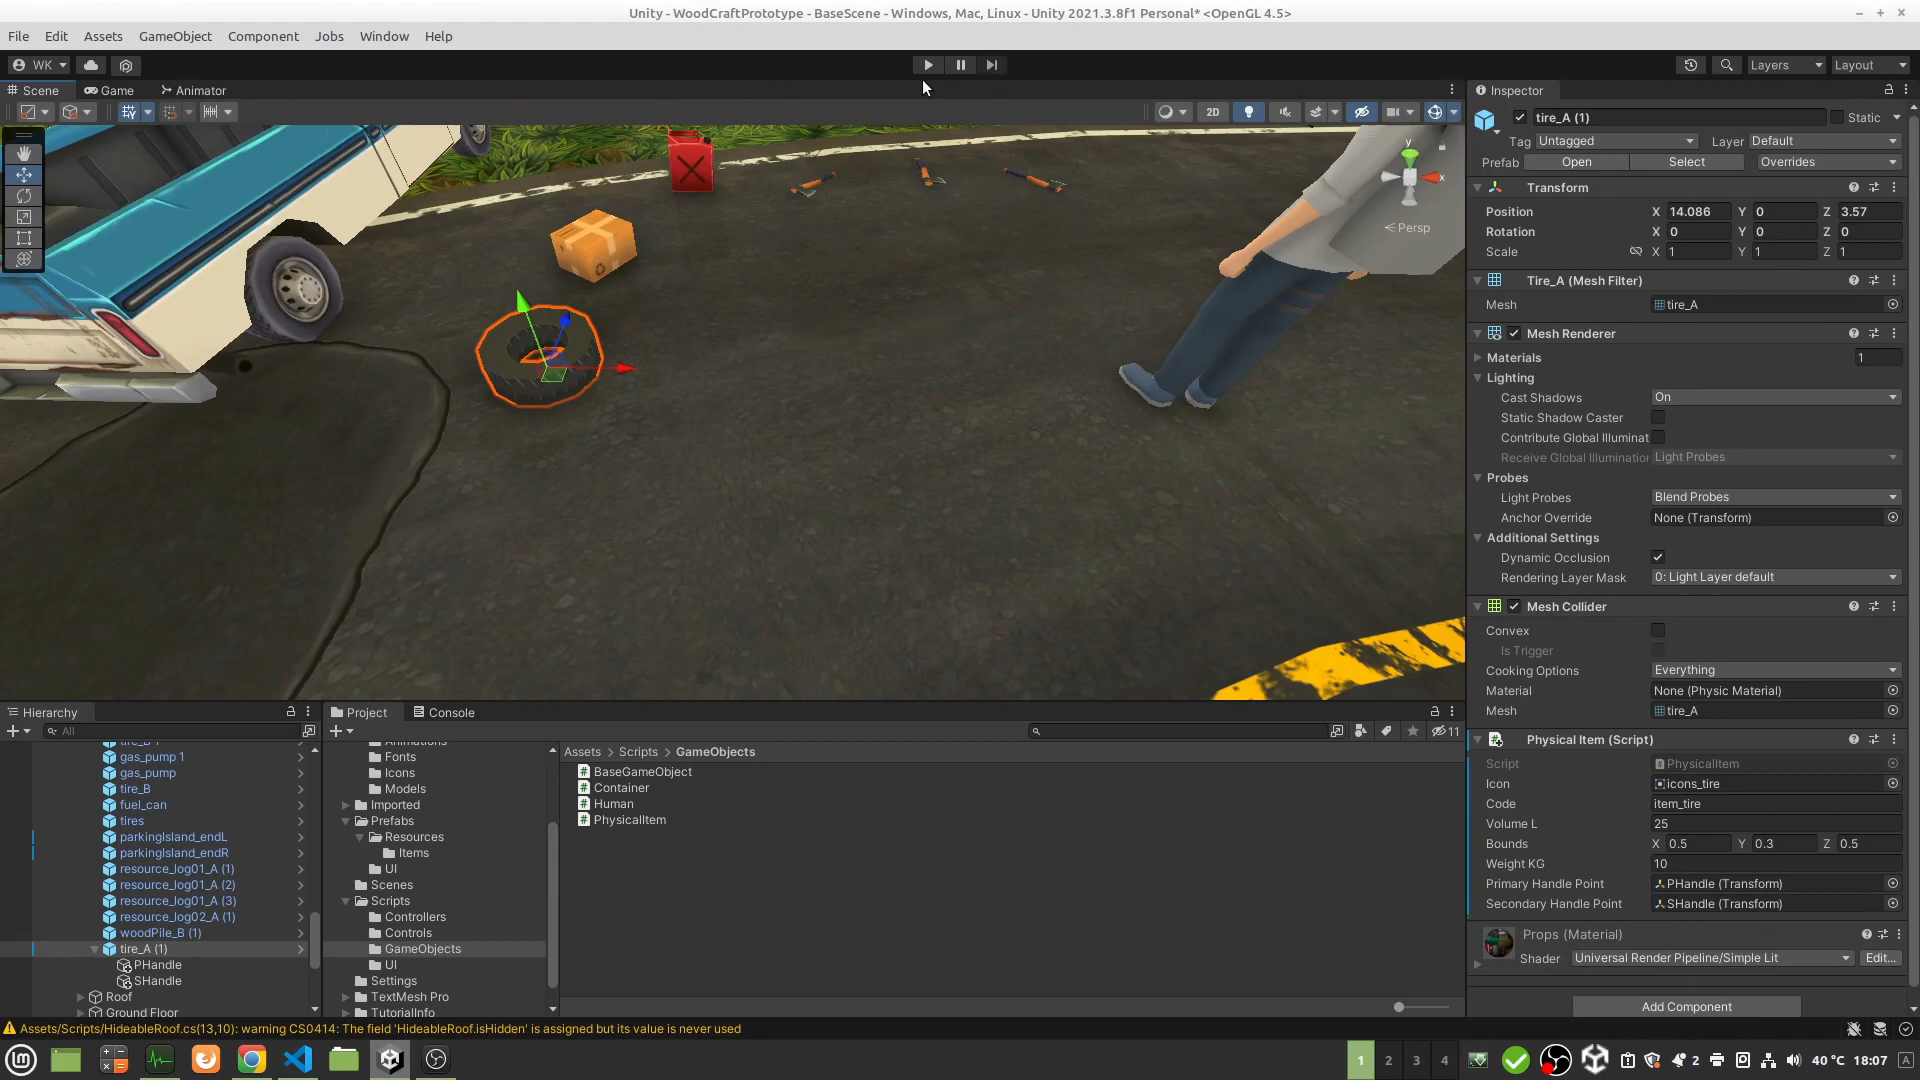 Unity - WoodCraftPrototype - BaseScene - Windows, Mac, Linux - Unity 2021.3.8f1 Personal* <OpenGL 4.5>
File Edit Assets GameObject Component Jobs Window Help
WK Layers Layout
Scene Game Animator
2D
y
x
Persp
Inspector
tire_A (1) Static
Tag Untagged Layer Default
Prefab Open Select Overrides
Transform
Position X 14.086 Y 0 Z 3.57
Rotation X 0 Y 0 Z 0
Scale X 1 Y 1 Z 1
Tire_A (Mesh Filter)
Mesh tire_A
Mesh Renderer
Materials 1
Lighting
Cast Shadows On
Static Shadow Caster
Contribute Global Illuminat
Receive Global Illumination Light Probes
Probes
Light Probes Blend Probes
Anchor Override None (Transform)
Additional Settings
Dynamic Occlusion
Rendering Layer Mask 0: Light Layer default
Mesh Collider
Convex
Is Trigger
Cooking Options Everything
Material None (Physic Material)
Mesh tire_A
Physical Item (Script)
Script PhysicalItem
Icon icons_tire
Code item_tire
Volume L 25
Bounds X 0.5 Y 0.3 Z 0.5
Weight KG 10
Primary Handle Point PHandle (Transform)
Secondary Handle Point SHandle (Transform)
Props (Material)
Shader Universal Render Pipeline/Simple Lit Edit...
Add Component
Hierarchy
All
gas_pump 1
gas_pump
tire_B
fuel_can
tires
parkingIsland_endL
parkingIsland_endR
resource_log01_A (1)
resource_log01_A (2)
resource_log01_A (3)
resource_log02_A (1)
woodPile_B (1)
tire_A (1)
PHandle
SHandle
Roof
Ground Floor
Project Console
11
Animations
Fonts
Icons
Models
Imported
Prefabs
Resources
Items
UI
Scenes
Scripts
Controllers
Controls
GameObjects
UI
Settings
TextMesh Pro
TutorialInfo
Assets > Scripts > GameObjects
BaseGameObject
Container
Human
PhysicalItem
Assets/Scripts/HideableRoof.cs(13,10): warning CS0414: The field 'HideableRoof.isHidden' is assigned but its value is never used
1 2 3 4 2 40 °C 18:07 A